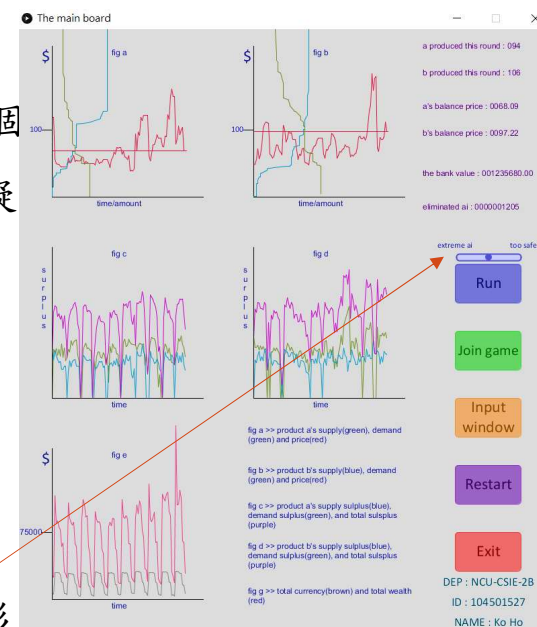 The main board
個
疑
$
fig a
100
time/amount
$
fig b
100
time/amount
a produced this round : 094
b produced this round : 106
a's balance price : 0068.09
b's balance price : 0097.22
the bank value : 001235680.00
eliminated ai : 0000001205
extreme ai
too safe
fig c
surplus
time
fig d
surplus
time
Run
Join game
Input
window
Restart
Exit
$
fig e
75000
time
fig a >> product a's supply(green), demand
(green) and price(red)
fig b >> product b's supply(blue), demand
(green) and price(red)
fig c >> product a's supply sulplus(blue),
demand sulplus(green), and total sulsplus
(purple)
fig d >> product b's supply sulplus(blue),
demand sulplus(green), and total sulsplus
(purple)
fig g >> total currency(brown) and total wealth
(red)
DEP : NCU-CSIE-2B
ID : 104501527
NAME : Ko Ho